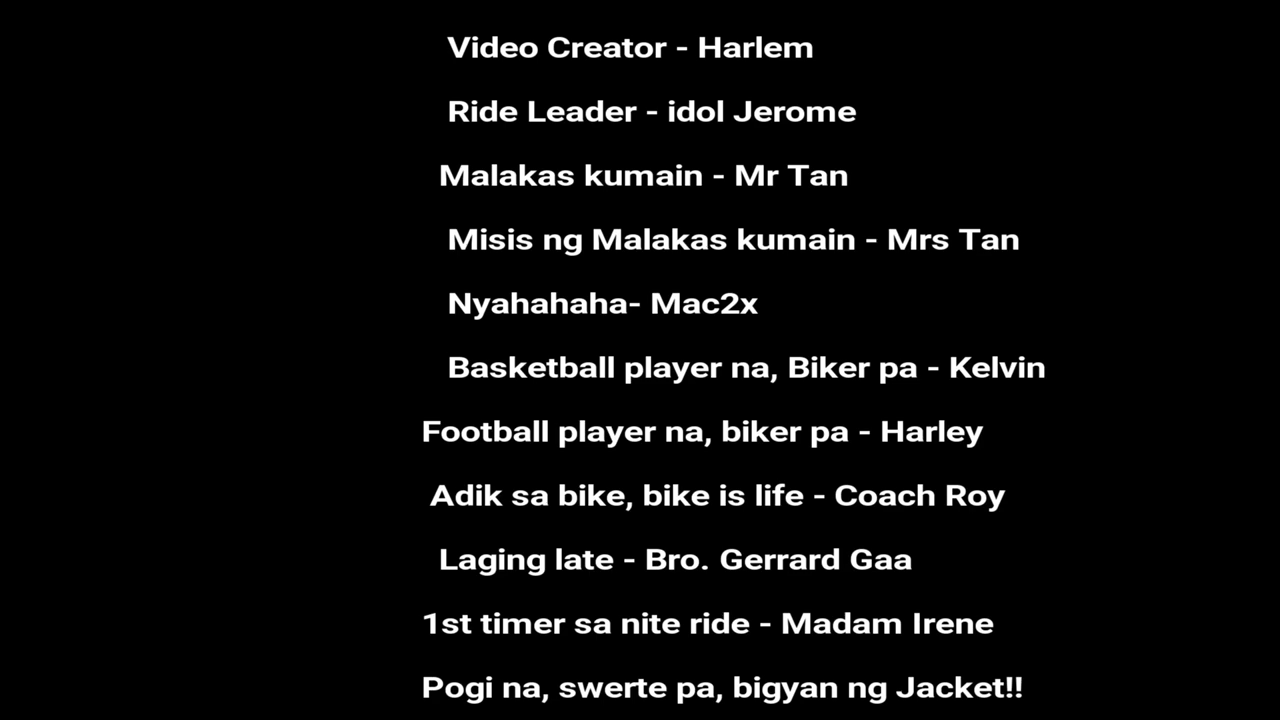 Video Creator - Harlem
Ride Leader - idol Jerome
Malakas kumain - Mr Tan
Misis ng Malakas kumain - Mrs Tan
Nyahahaha- Mac2x
Basketball player na, Biker pa - Kelvin
Football player na, biker pa - Harley
Adik sa bike, bike is life - Coach Roy
Laging late - Bro. Gerrard Gaa
1st timer sa nite ride - Madam Irene
Pogi na, swerte pa, bigyan ng Jacket!!